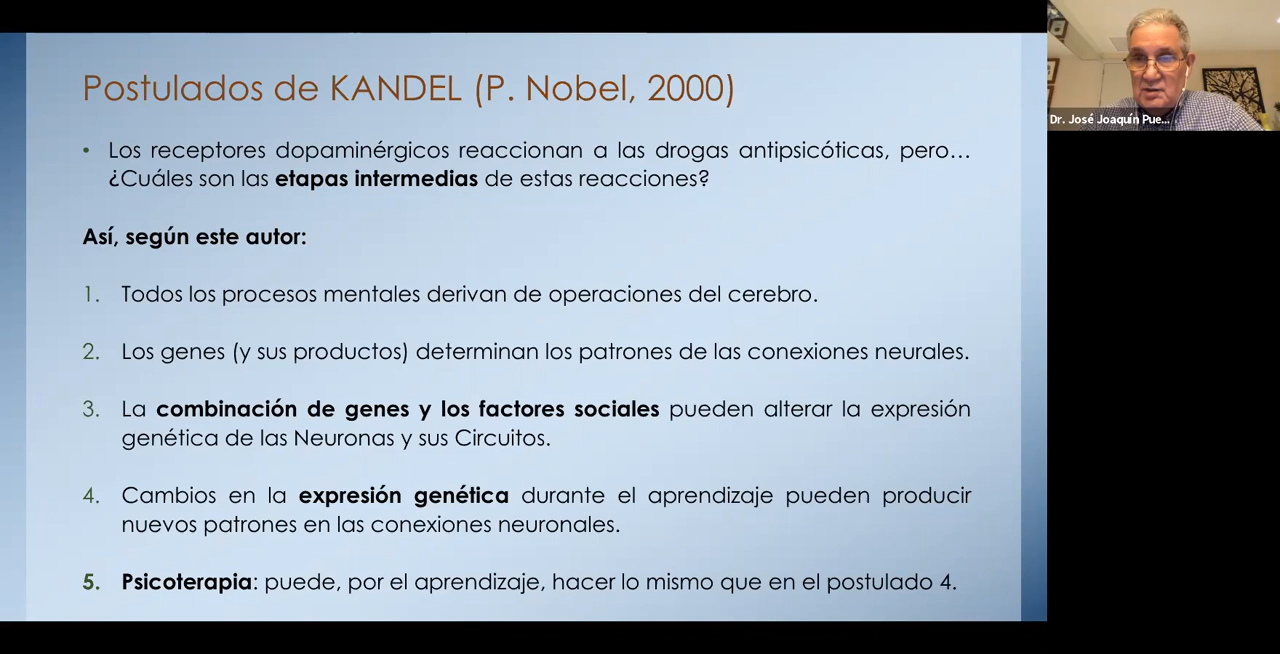 Postulados de KANDEL (P. Nobel, 2000)
• Los receptores dopaminérgicos reaccionan a las drogas antipsicóticas, pero…
¿Cuáles son las etapas intermedias de estas reacciones?
Así, según este autor:
1. Todos los procesos mentales derivan de operaciones del cerebro.
2. Los genes (y sus productos) determinan los patrones de las conexiones neurales.
3. La combinación de genes y los factores sociales pueden alterar la expresión
genética de las Neuronas y sus Circuitos.
4. Cambios en la expresión genética durante el aprendizaje pueden producir
nuevos patrones en las conexiones neuronales.
5. Psicoterapia: puede, por el aprendizaje, hacer lo mismo que en el postulado 4.
Dr. José Joaquín Pue...